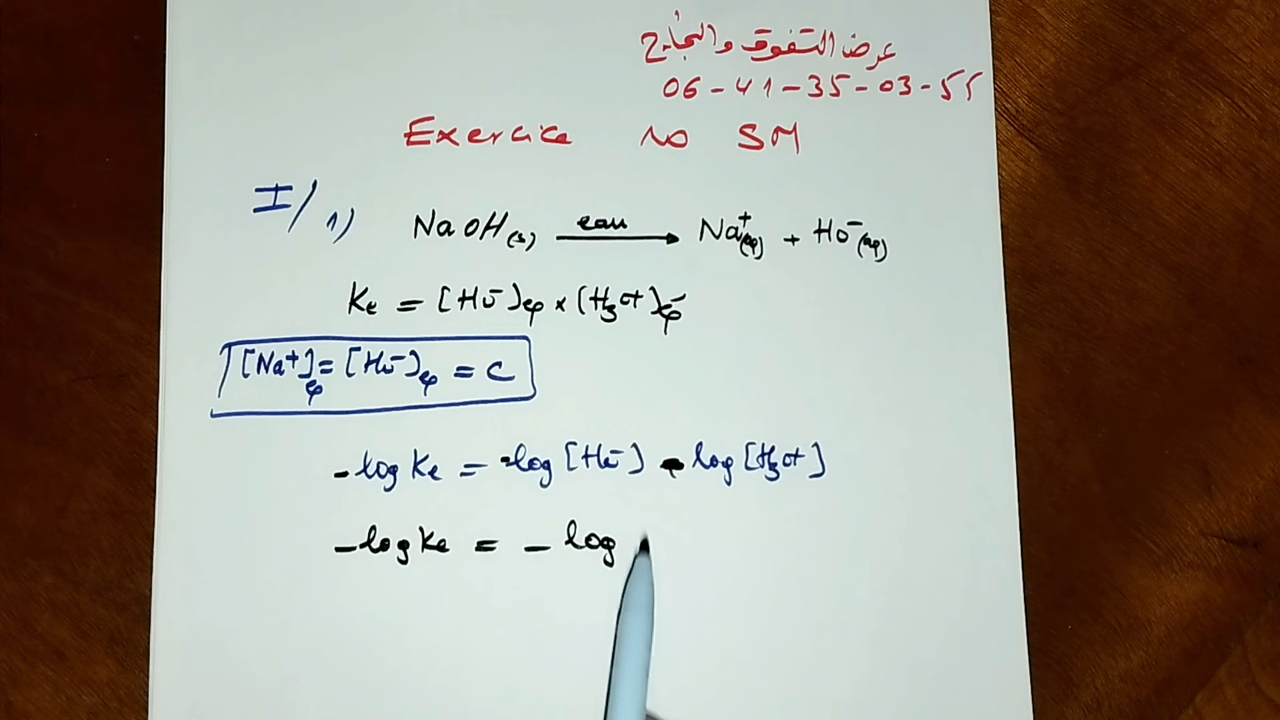 عرض التفوق والنجاح
06-41-35-03-55
Exercice no SM
I/ 1) NaOH(s) eau → Na+(aq) + HO-(aq)
Ke = [HO-]éq × [H3O+]éq
[Na+]éq = [HO-]éq = C
-log Ke = -log [HO-] - log [H3O+]
-log Ke = - log